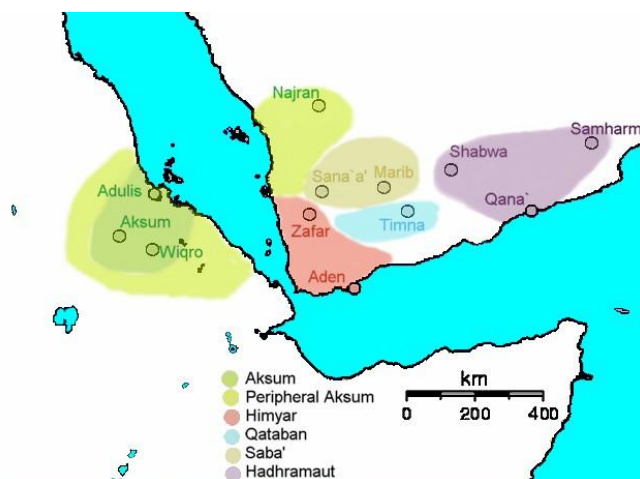 Najran
Samharm
Shabwa
Sana`a'
Marib
Adulis
Qana`
Aksum
Zafar
Timna
Wiqro
Aden
Aksum
Peripheral Aksum
Himyar
Qataban
Saba'
Hadhramaut
km
0 200 400